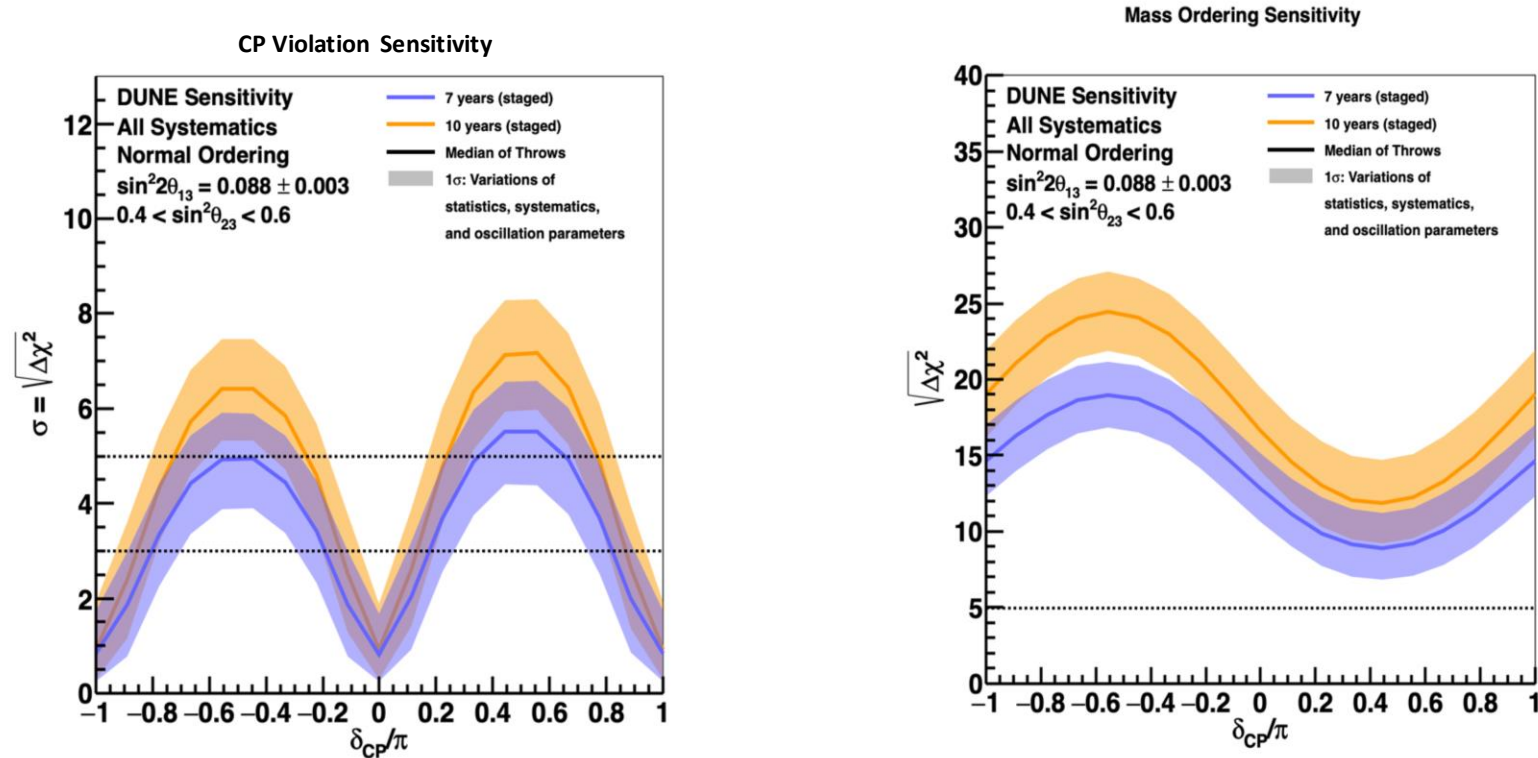 CP Violation Sensitivity
DUNE Sensitivity
All Systematics
Normal Ordering
sin²2θ₁₃ = 0.088 ± 0.003
0.4 < sin²θ₂₃ < 0.6
7 years (staged)
10 years (staged)
Median of Throws
1σ: Variations of
statistics, systematics,
and oscillation parameters
σ = √Δχ²
12
10
8
6
4
2
0
−1 −0.8 −0.6 −0.4 −0.2 0 0.2 0.4 0.6 0.8 1
δCP/π
Mass Ordering Sensitivity
DUNE Sensitivity
All Systematics
Normal Ordering
sin²2θ₁₃ = 0.088 ± 0.003
0.4 < sin²θ₂₃ < 0.6
7 years (staged)
10 years (staged)
Median of Throws
1σ: Variations of
statistics, systematics,
and oscillation parameters
√Δχ²
40
35
30
25
20
15
10
5
0
−1 −0.8 −0.6 −0.4 −0.2 0 0.2 0.4 0.6 0.8 1
δCP/π